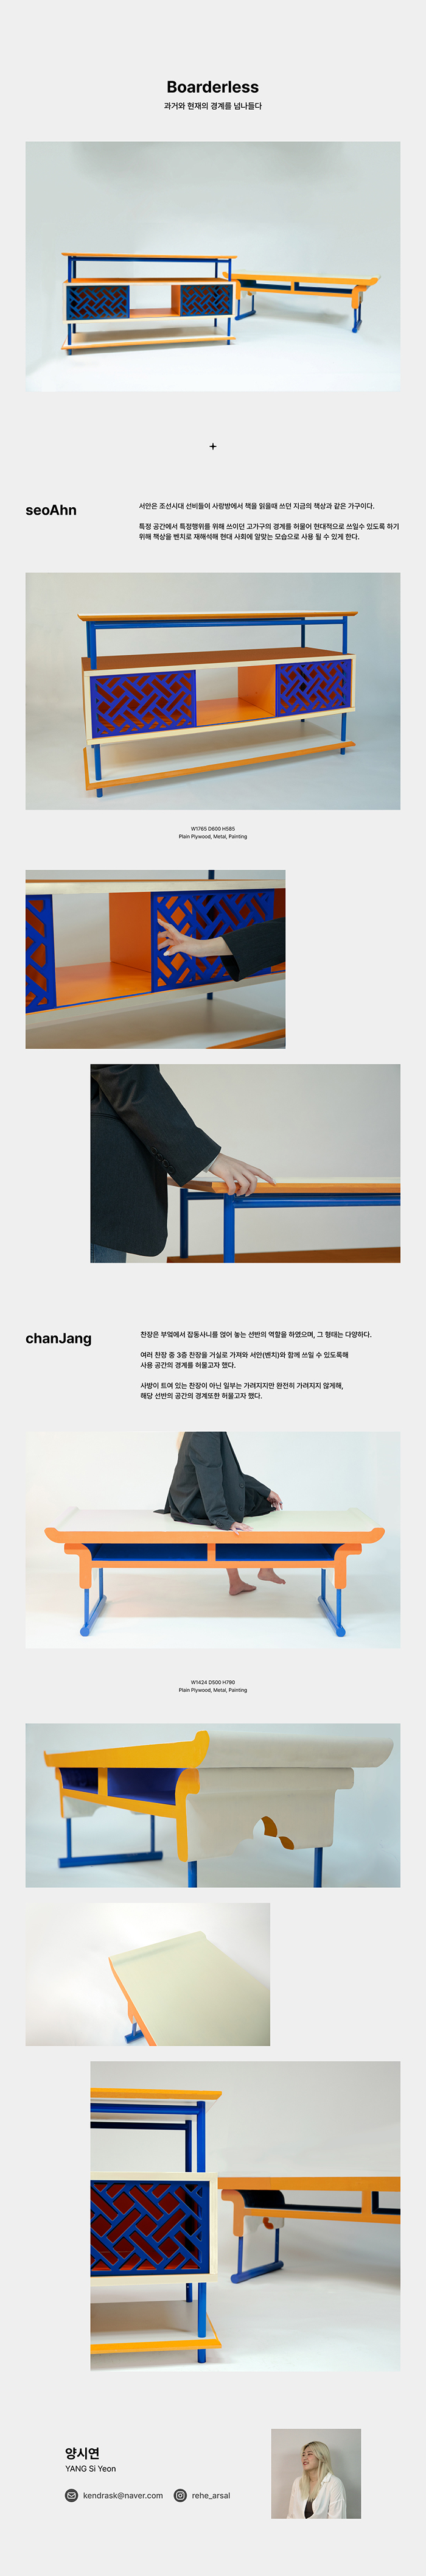 Boarderless
과거와 현재의 경계를 넘나들다
seoAhn
서안은 조선시대 선비들이 사랑방에서 책을 읽을때 쓰던 지금의 책상과 같은 가구이다.
특정 공간에서 특정행위를 위해 쓰이던 고가구의 경계를 허물어 현대적으로 쓰일수 있도록 하기
위해 책상을 벤치로 재해석해 현대 사회에 알맞는 모습으로 사용 될 수 있게 한다.
W1765 D600 H585
Plain Plywood, Metal, Painting
chanJang
찬장은 부엌에서 잡동사니를 얹어 놓는 선반의 역할을 하였으며, 그 형태는 다양하다.
여러 찬장 중 3층 찬장을 거실로 가져와 서안(벤치)와 함께 쓰일 수 있도록해
사용 공간의 경계를 허물고자 했다.
사방이 트여 있는 찬장이 아닌 일부는 가려지지만 완전히 가려지지 않게해,
해당 선반의 공간의 경계또한 허물고자 했다.
W1424 D500 H790
Plain Plywood, Metal, Painting
양시연
YANG Si Yeon
kendrask@naver.com
rehe_arsal